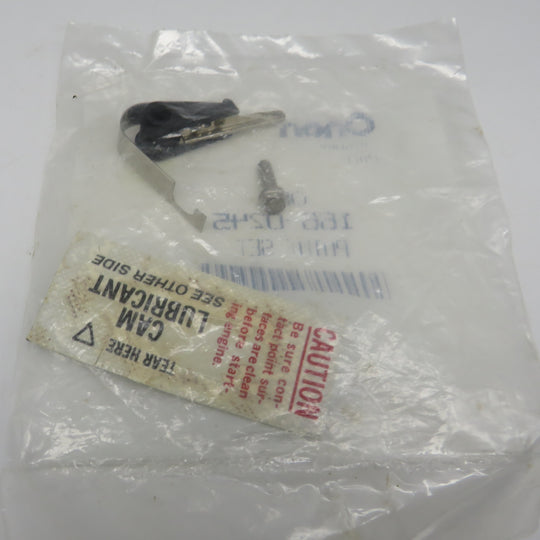 Onan
166-0245
POINT SET
CAUTION
Be sure con-
tact point sur-
faces are clean
before start-
ing engine.
TEAR HERE
CAM
LUBRICANT
SEE OTHER SIDE